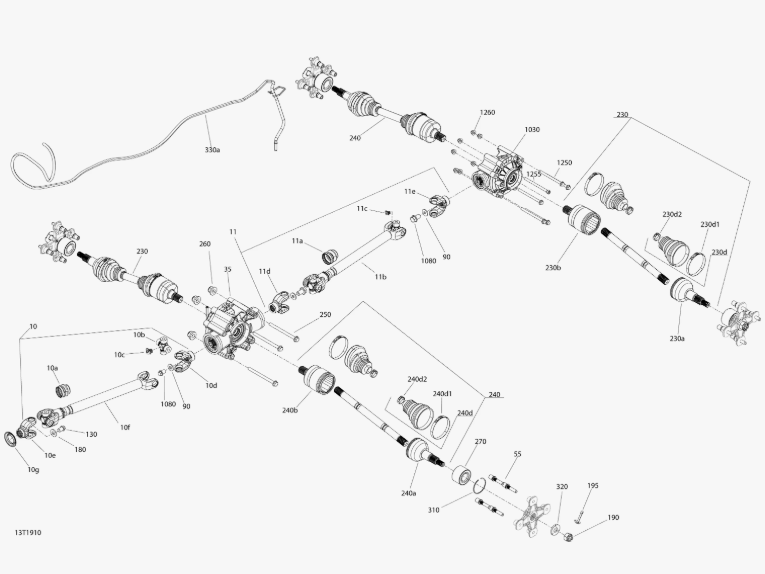 1260
230
240
1030
330a
1250
1255
11e
11c
230d2
230d1
11
260
11a
1080
90
230d
230
230b
11d
11b
35
250
10
10b
230a
10c
10a
240d2
240d1
10d
240
1080
90
240b
240d
10f
130
270
180
10e
55
10g
240a
310
320
195
190
13T1910